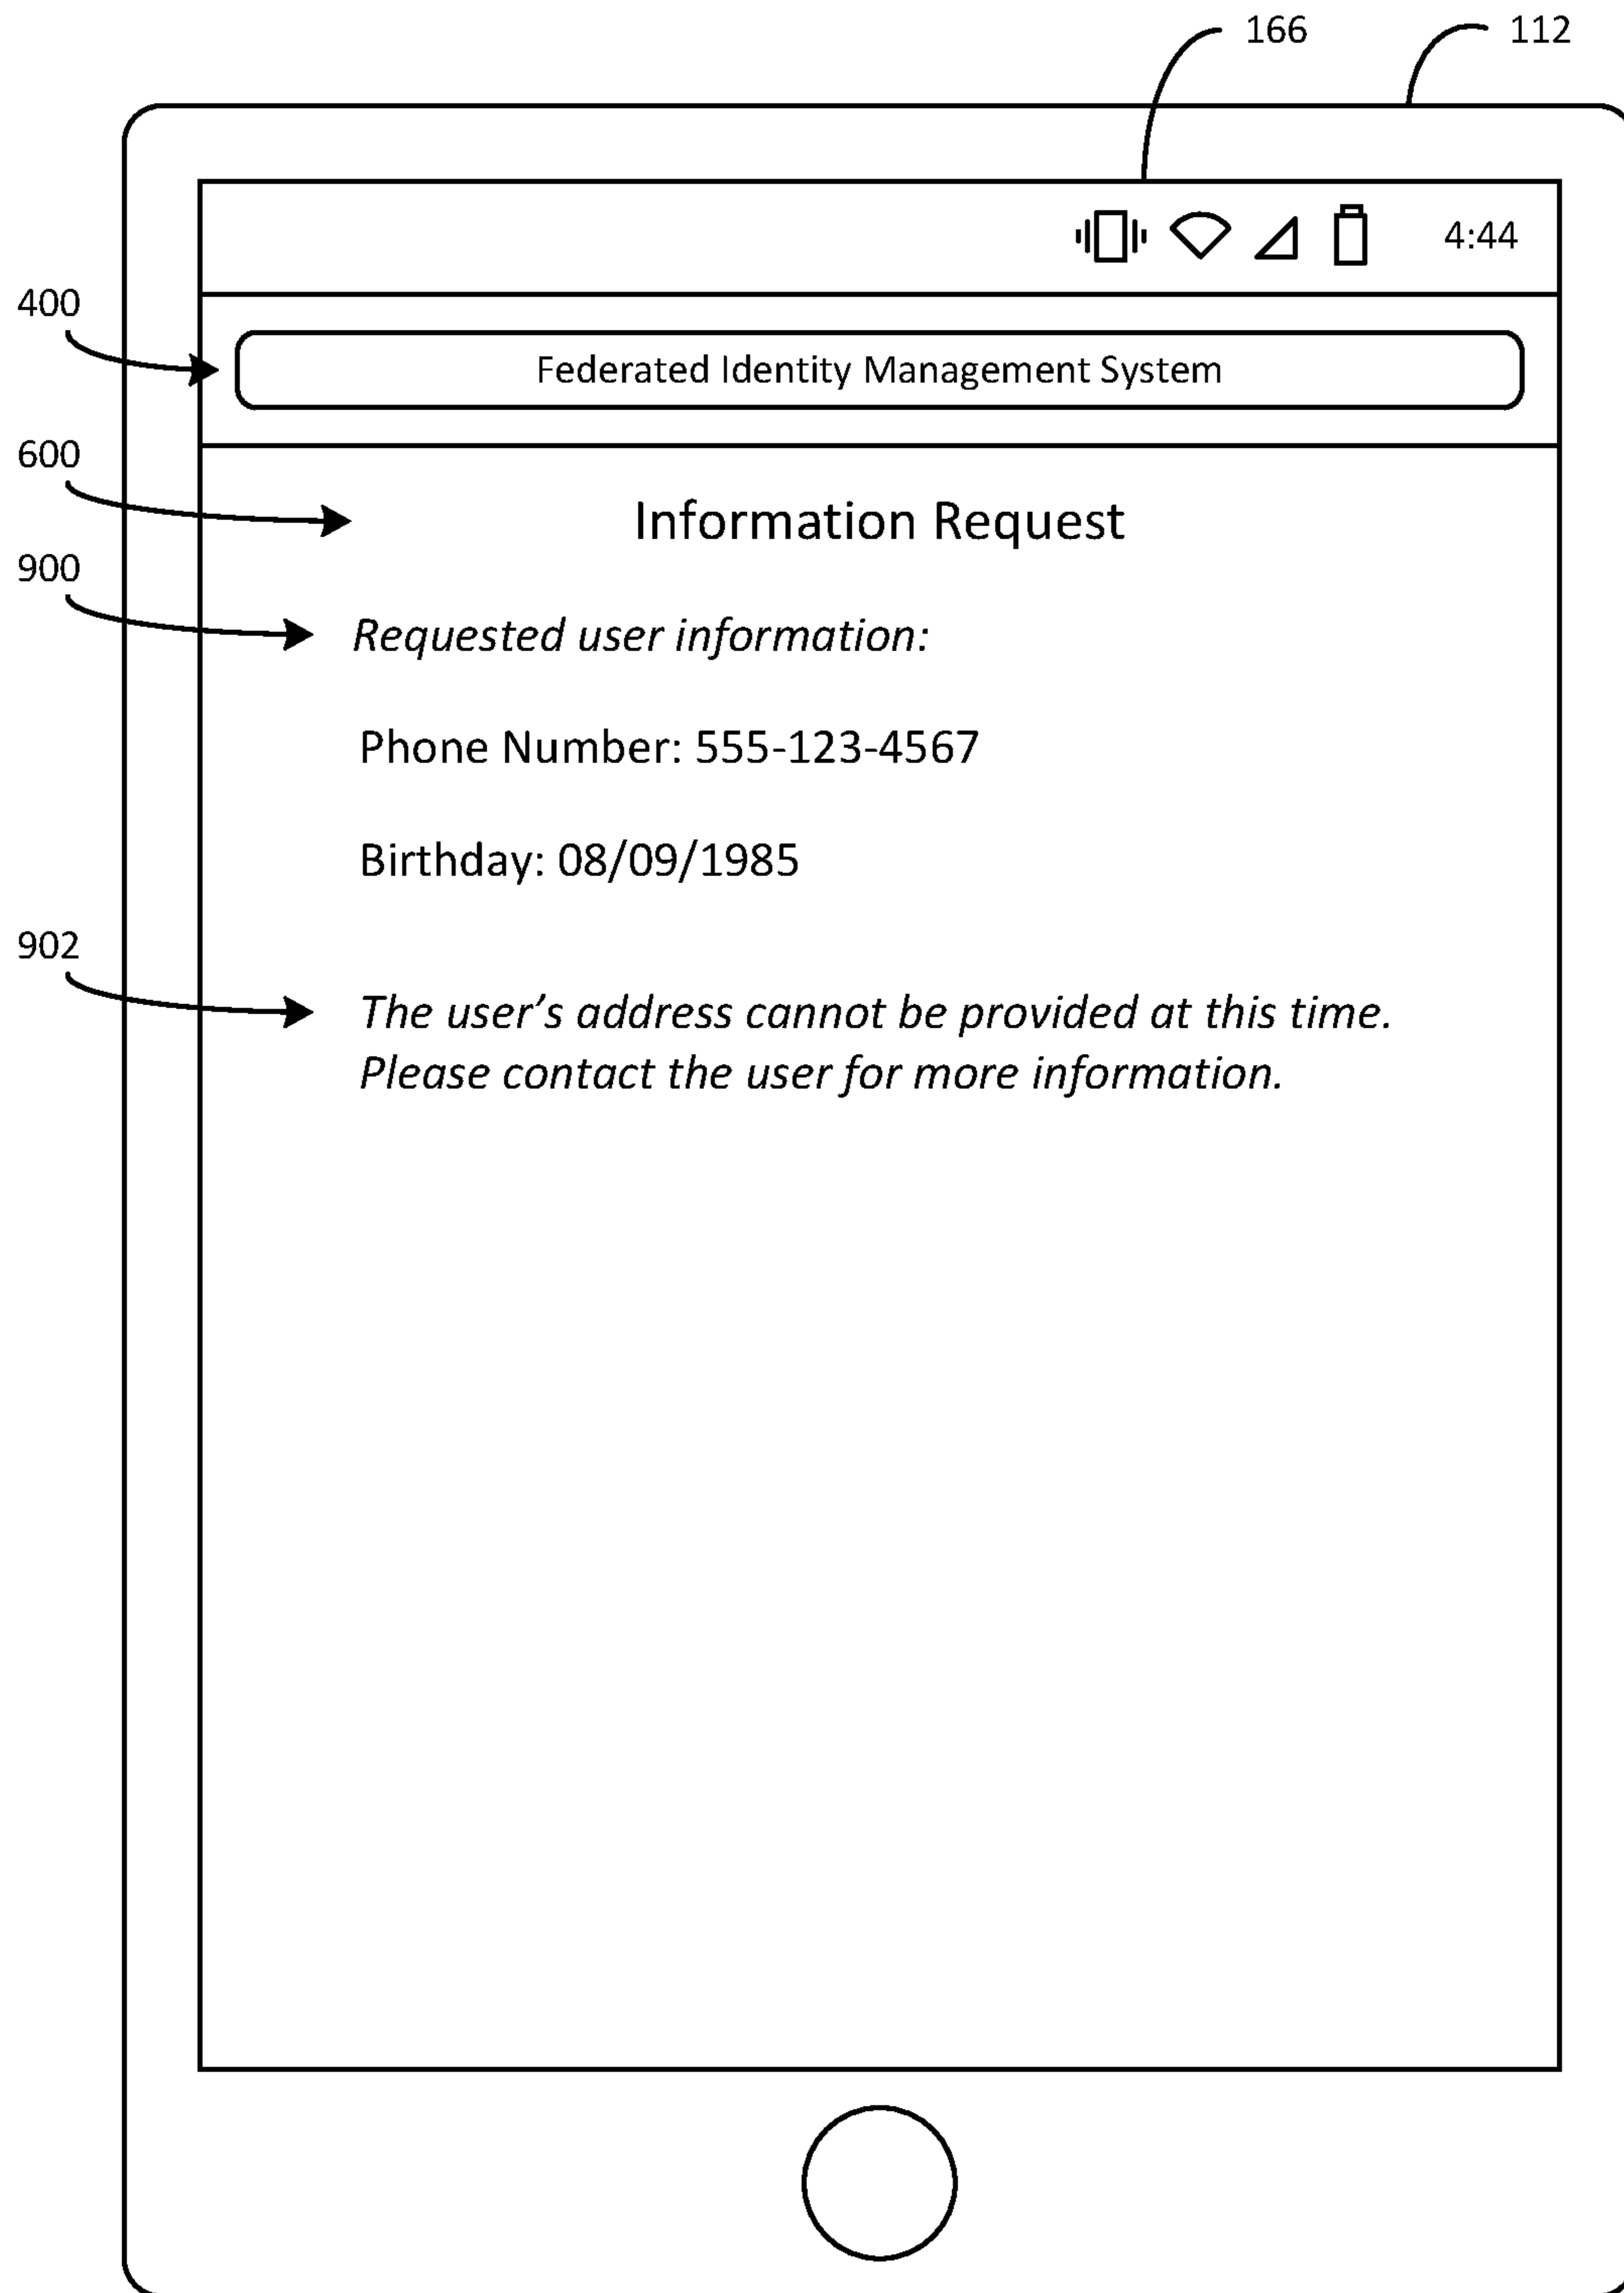 166
112
4:44
400
Federated Identity Management System
600
Information Request
900
Requested user information:
Phone Number: 555-123-4567
Birthday: 08/09/1985
902
The user’s address cannot be provided at this time.
Please contact the user for more information.